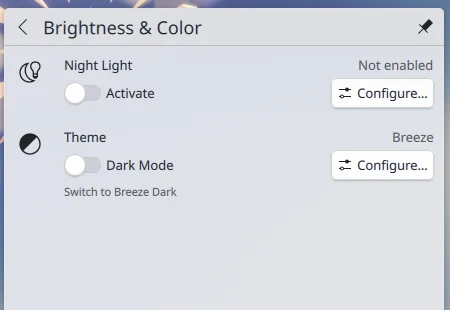 Brightness & Color
Night Light Not enabled
Activate Configure...
Theme Breeze
Dark Mode Configure...
Switch to Breeze Dark